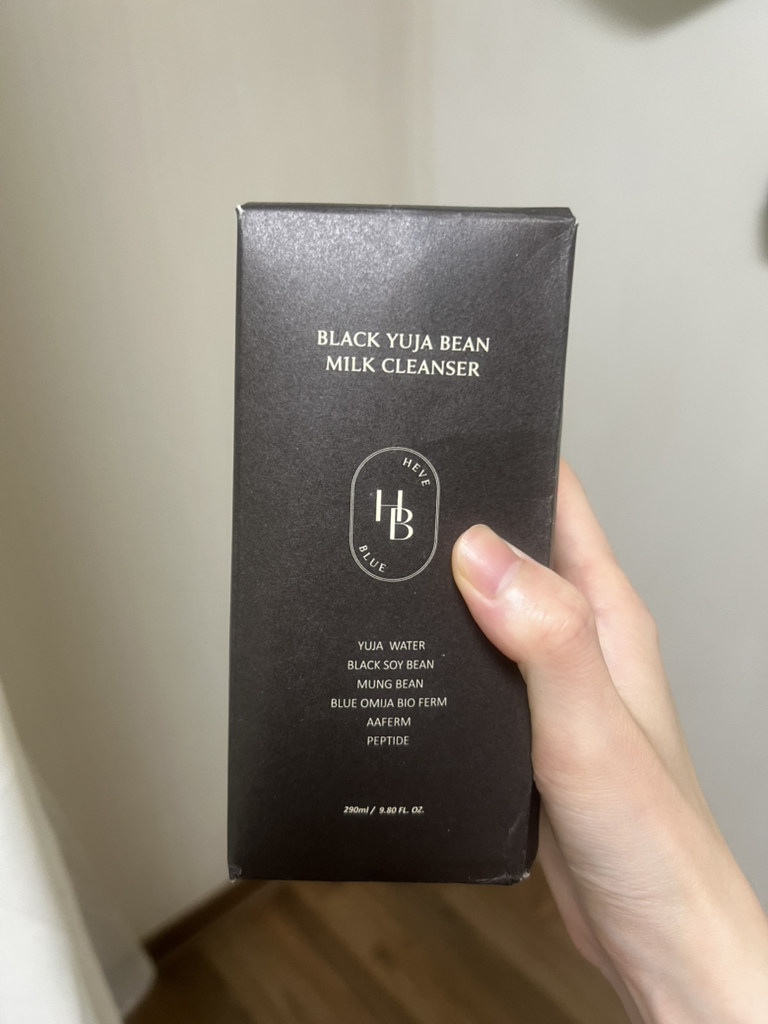 BLACK YUJA BEAN
MILK CLEANSER
HEVE
HB
BLUE
YUJA WATER
BLACK SOY BEAN
MUNG BEAN
BLUE OMIJA BIO FERM
AAFERM
PEPTIDE
290ml / 9.80 FL. OZ.